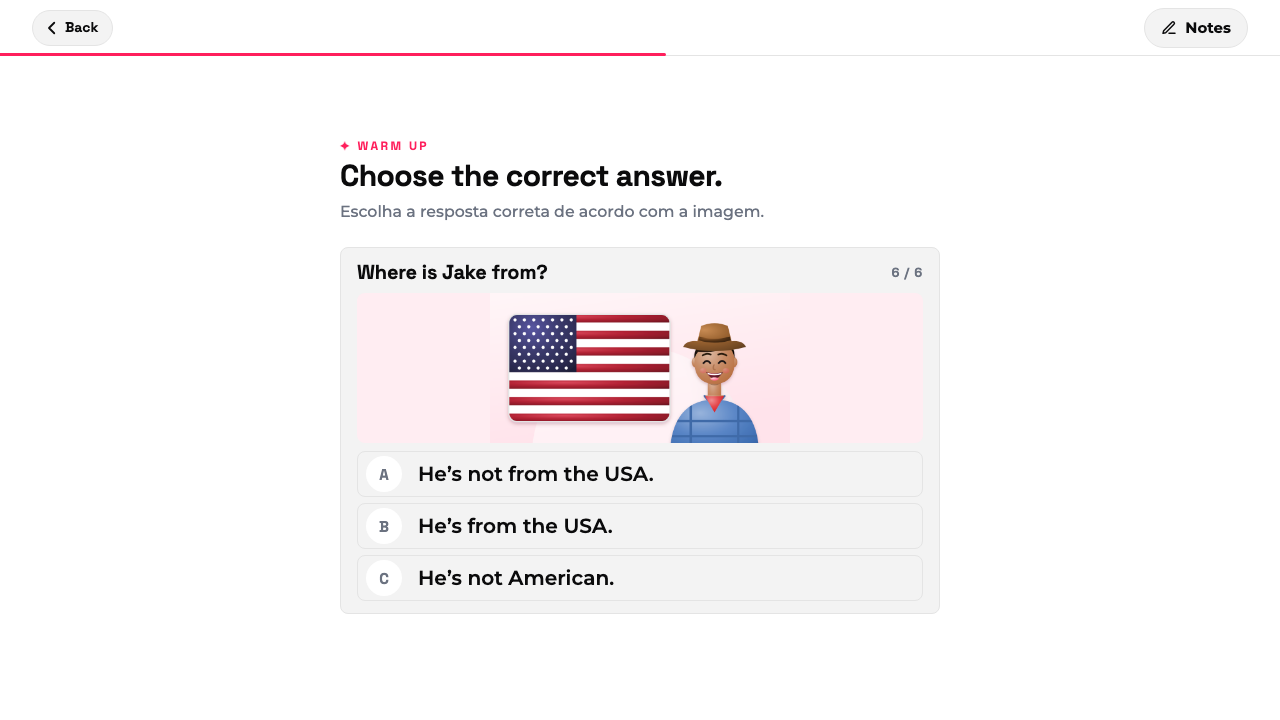 Back
Notes
WARM UP
Choose the correct answer.
Escolha a resposta correta de acordo com a imagem.
Where is Jake from?
6 / 6
A He’s not from the USA.
B He’s from the USA.
C He’s not American.